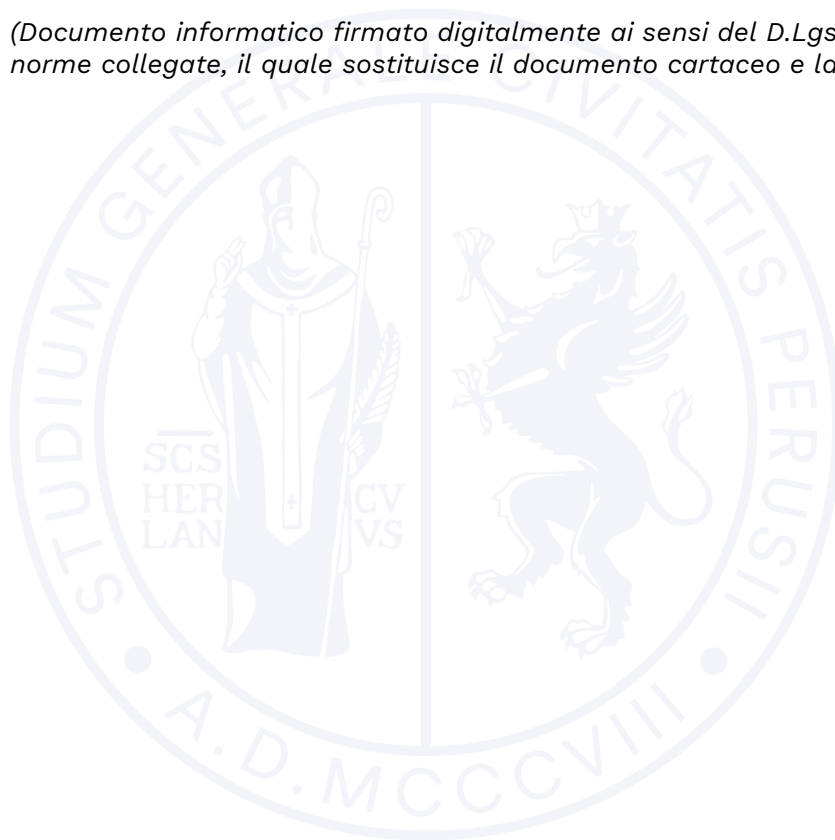 (Documento informatico firmato digitalmente ai sensi del D.Lgs
norme collegate, il quale sostituisce il documento cartaceo e la
STUDIUM GENERALE CIVITATIS PERUSII
SCS
HER CV
LAN VS
A.D. MCCCVIII